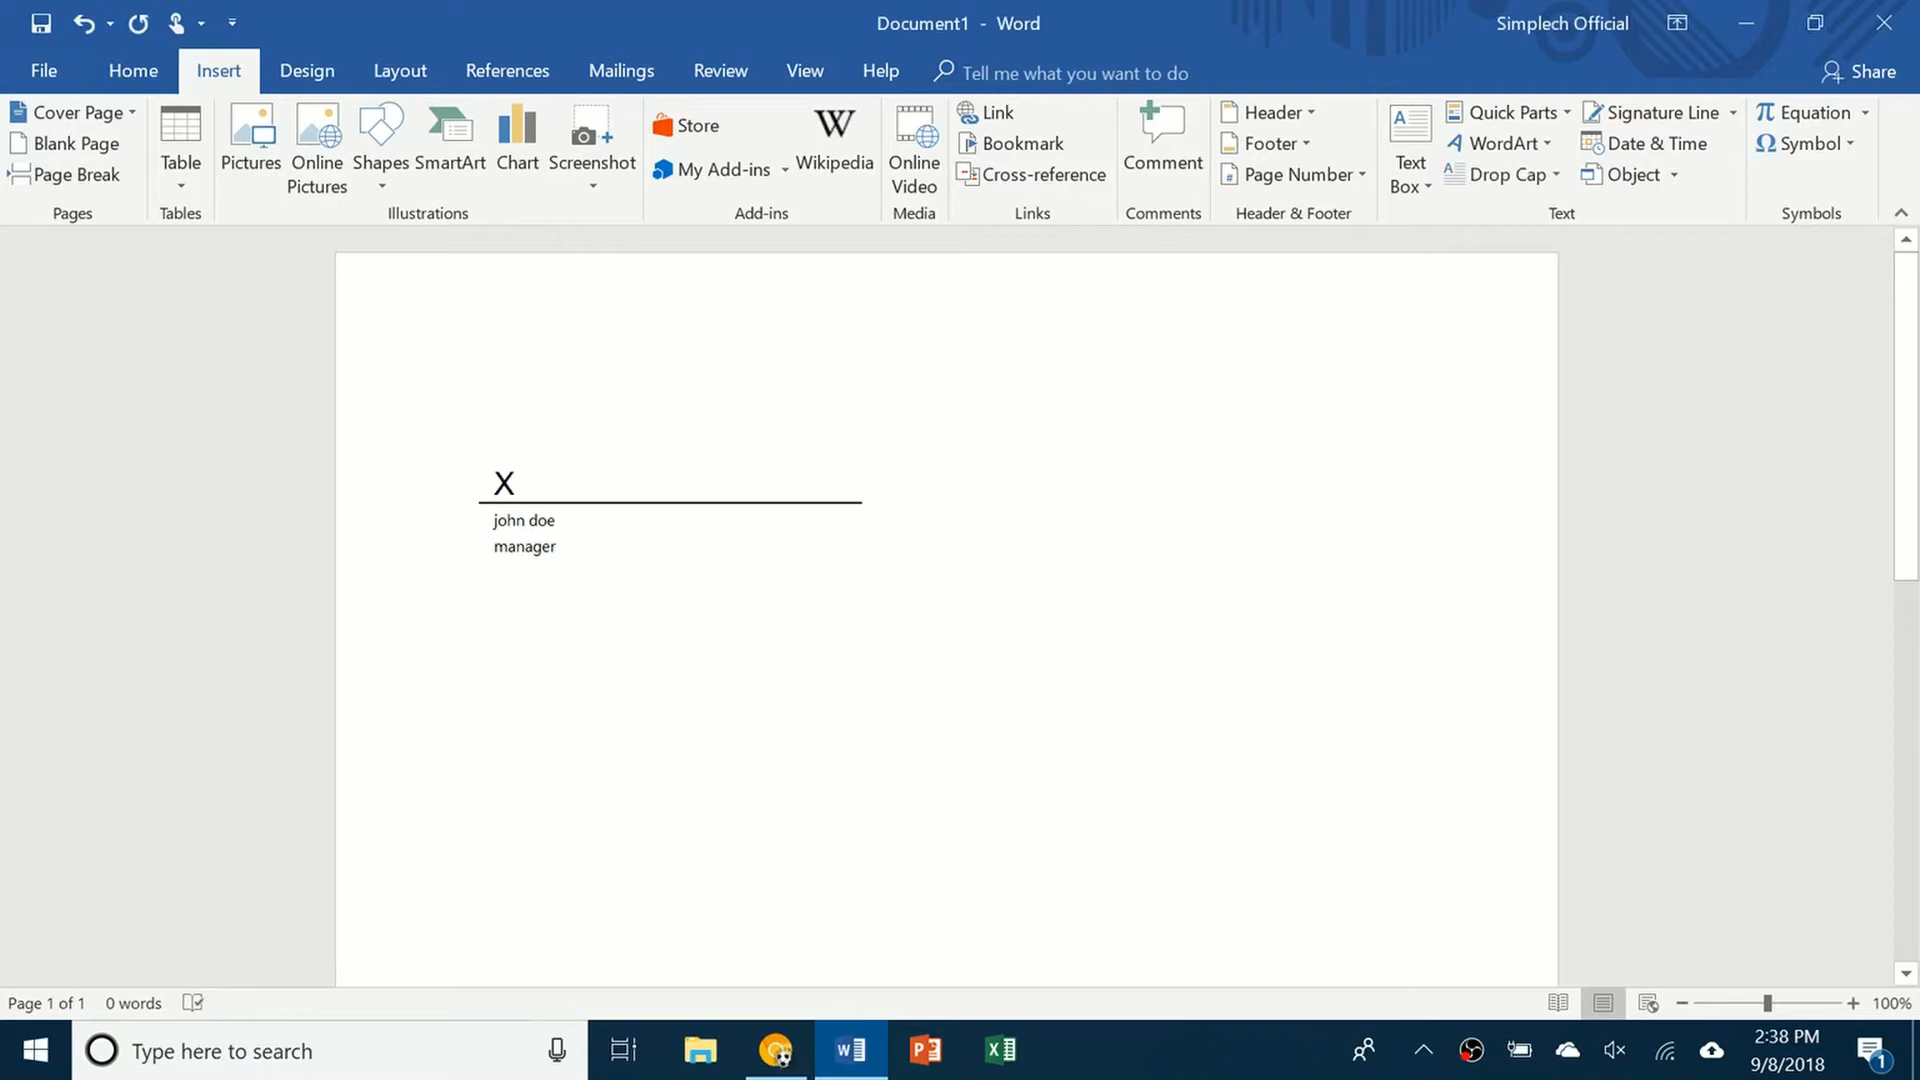 Document1 - Word
Simplech Official
File Home Insert Design Layout References Mailings Review View Help Tell me what you want to do Share
Cover Page
Blank Page
Page Break
Pages
Table
Tables
Pictures
Online Pictures
Shapes
SmartArt
Chart
Screenshot
Illustrations
Store
My Add-ins
W
Wikipedia
Add-ins
Online Video
Media
Link
Bookmark
Cross-reference
Links
Comment
Comments
Header
Footer
Page Number
Header & Footer
Text Box
Quick Parts
WordArt
Drop Cap
Signature Line
Date & Time
Object
Text
π Equation
Ω Symbol
Symbols
X
john doe
manager
Page 1 of 1 0 words
100%
Type here to search
2:38 PM
9/8/2018
1